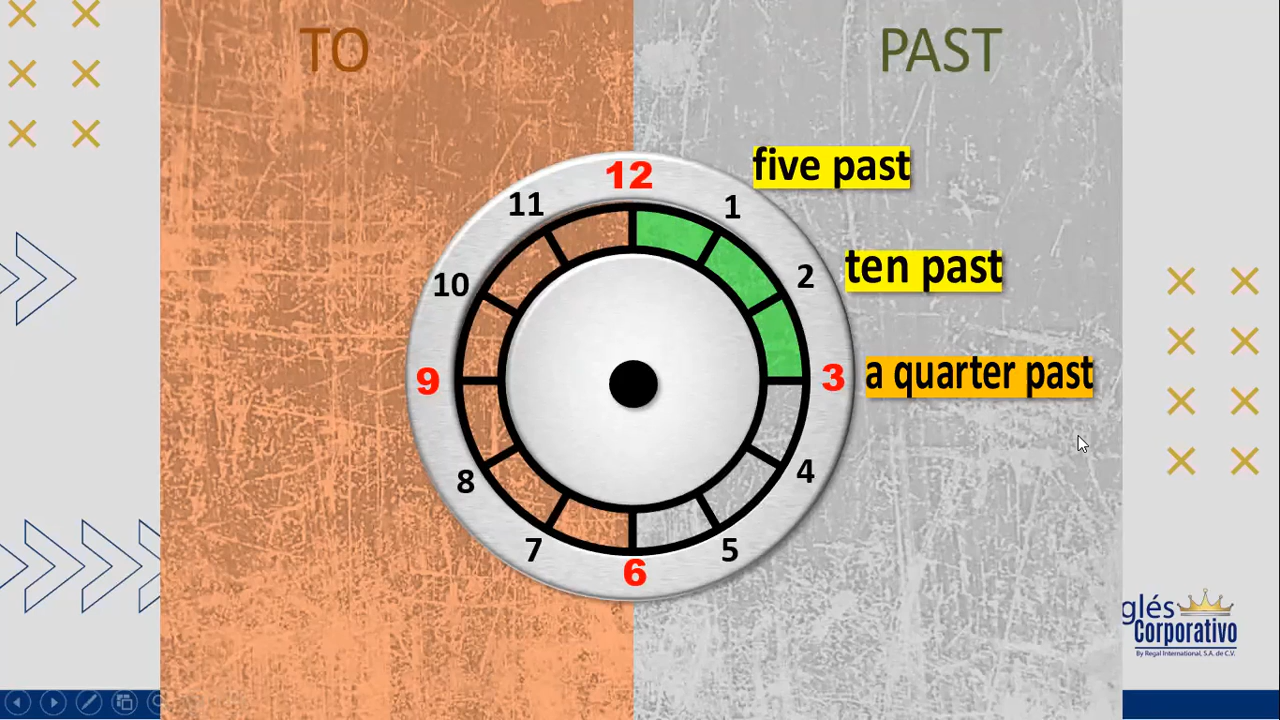 TO
PAST
12
11
1
five past
10
2
ten past
9
3
a quarter past
8
4
7
5
6
glés
Corporativo
By Regal International, S.A. de C.V.